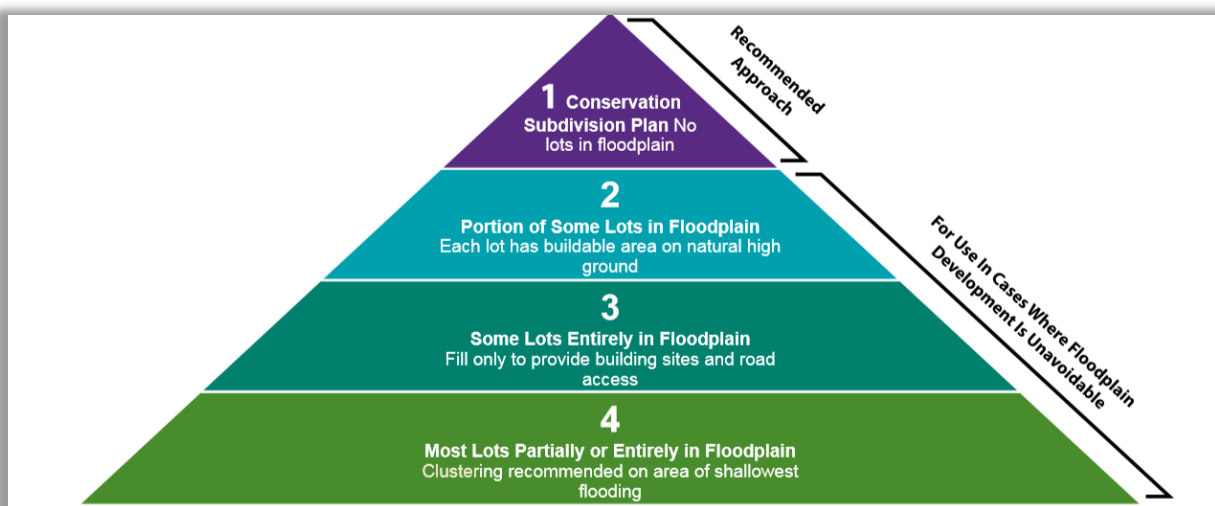 1 Conservation
Subdivision Plan No
lots in floodplain
2
Portion of Some Lots in Floodplain
Each lot has buildable area on natural high
ground
3
Some Lots Entirely in Floodplain
Fill only to provide building sites and road
access
4
Most Lots Partially or Entirely in Floodplain
Clustering recommended on area of shallowest
flooding
Recommended
Approach
For Use In Cases Where Floodplain
Development Is Unavoidable